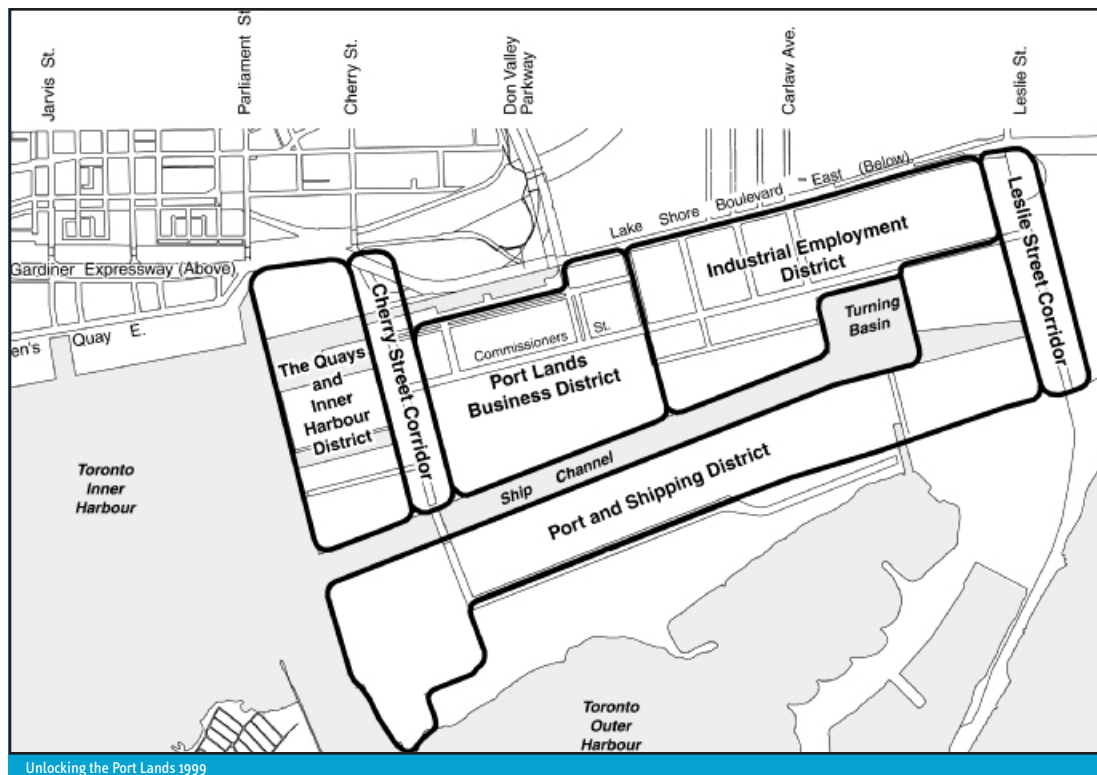 Jarvis St.
Parliament St
Cherry St.
Don Valley
Parkway
Carlaw Ave.
Leslie St.
Gardiner Expressway (Above)
en's Quay E.
Lake Shore Boulevard - East (Below)
Leslie Street Corridor
Industrial Employment
District
Cherry Street Corridor
Turning
Basin
Commissioners St.
The Quays
and
Inner
Harbour
District
Port Lands
Business District
Toronto
Inner
Harbour
Ship Channel
Port and Shipping District
Toronto
Outer
Harbour
Unlocking the Port Lands 1999